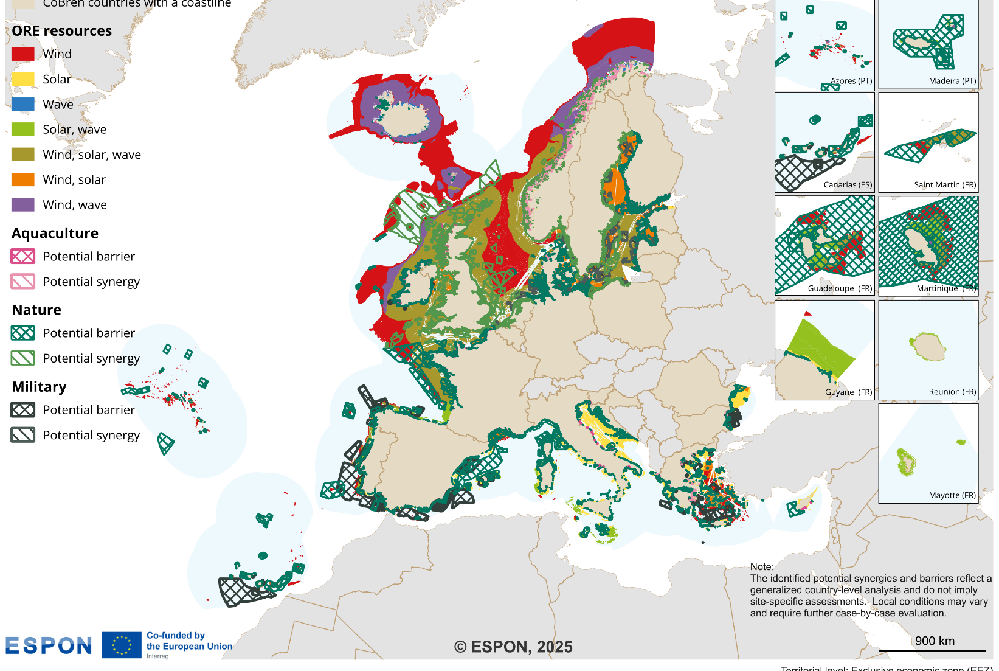 CoBren countries with a coastline
ORE resources
Wind
Solar
Wave
Solar, wave
Wind, solar, wave
Wind, solar
Wind, wave
Aquaculture
Potential barrier
Potential synergy
Nature
Potential barrier
Potential synergy
Military
Potential barrier
Potential synergy
Azores (PT)
Madeira (PT)
Canarias (ES)
Saint Martin (FR)
Guadeloupe (FR)
Martinique (FR)
Guyane (FR)
Reunion (FR)
Mayotte (FR)
Note:
The identified potential synergies and barriers reflect a
generalized country-level analysis and do not imply
site-specific assessments. Local conditions may vary
and require further case-by-case evaluation.
900 km
ESPON
Co-funded by
the European Union
Interreg
© ESPON, 2025
Territorial level: Exclusive economic zone (EEZ)